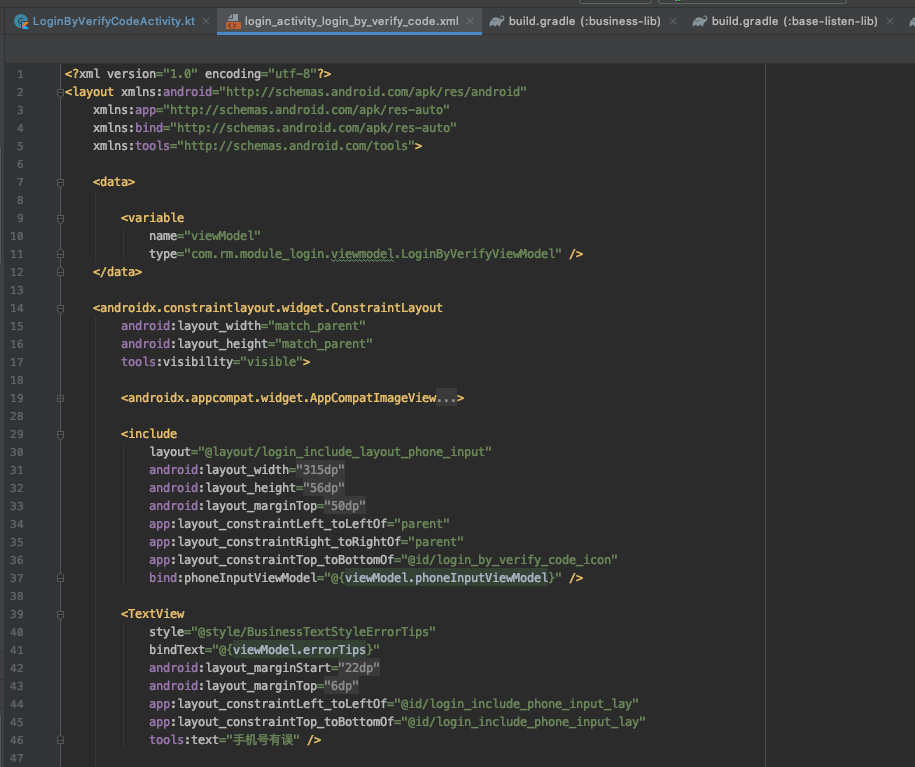 LoginByVerifyCodeActivity.kt × login_activity_login_by_verify_code.xml × build.gradle (:business-lib) × build.gradle (:base-listen-lib) ×
1 <?xml version="1.0" encoding="utf-8"?>
2 <layout xmlns:android="http://schemas.android.com/apk/res/android"
3 xmlns:app="http://schemas.android.com/apk/res-auto"
4 xmlns:bind="http://schemas.android.com/apk/res-auto"
5 xmlns:tools="http://schemas.android.com/tools">
6
7 <data>
8
9 <variable
10 name="viewModel"
11 type="com.rm.module_login.viewmodel.LoginByVerifyViewModel" />
12 </data>
13
14 <androidx.constraintlayout.widget.ConstraintLayout
15 android:layout_width="match_parent"
16 android:layout_height="match_parent"
17 tools:visibility="visible">
18
19 <androidx.appcompat.widget.AppCompatImageView...>
28
29 <include
30 layout="@layout/login_include_layout_phone_input"
31 android:layout_width="315dp"
32 android:layout_height="56dp"
33 android:layout_marginTop="50dp"
34 app:layout_constraintLeft_toLeftOf="parent"
35 app:layout_constraintRight_toRightOf="parent"
36 app:layout_constraintTop_toBottomOf="@id/login_by_verify_code_icon"
37 bind:phoneInputViewModel="@{viewModel.phoneInputViewModel}" />
38
39 <TextView
40 style="@style/BusinessTextStyleErrorTips"
41 bindText="@{viewModel.errorTips}"
42 android:layout_marginStart="22dp"
43 android:layout_marginTop="6dp"
44 app:layout_constraintLeft_toLeftOf="@id/login_include_phone_input_lay"
45 app:layout_constraintTop_toBottomOf="@id/login_include_phone_input_lay"
46 tools:text="手机号有误" />
47